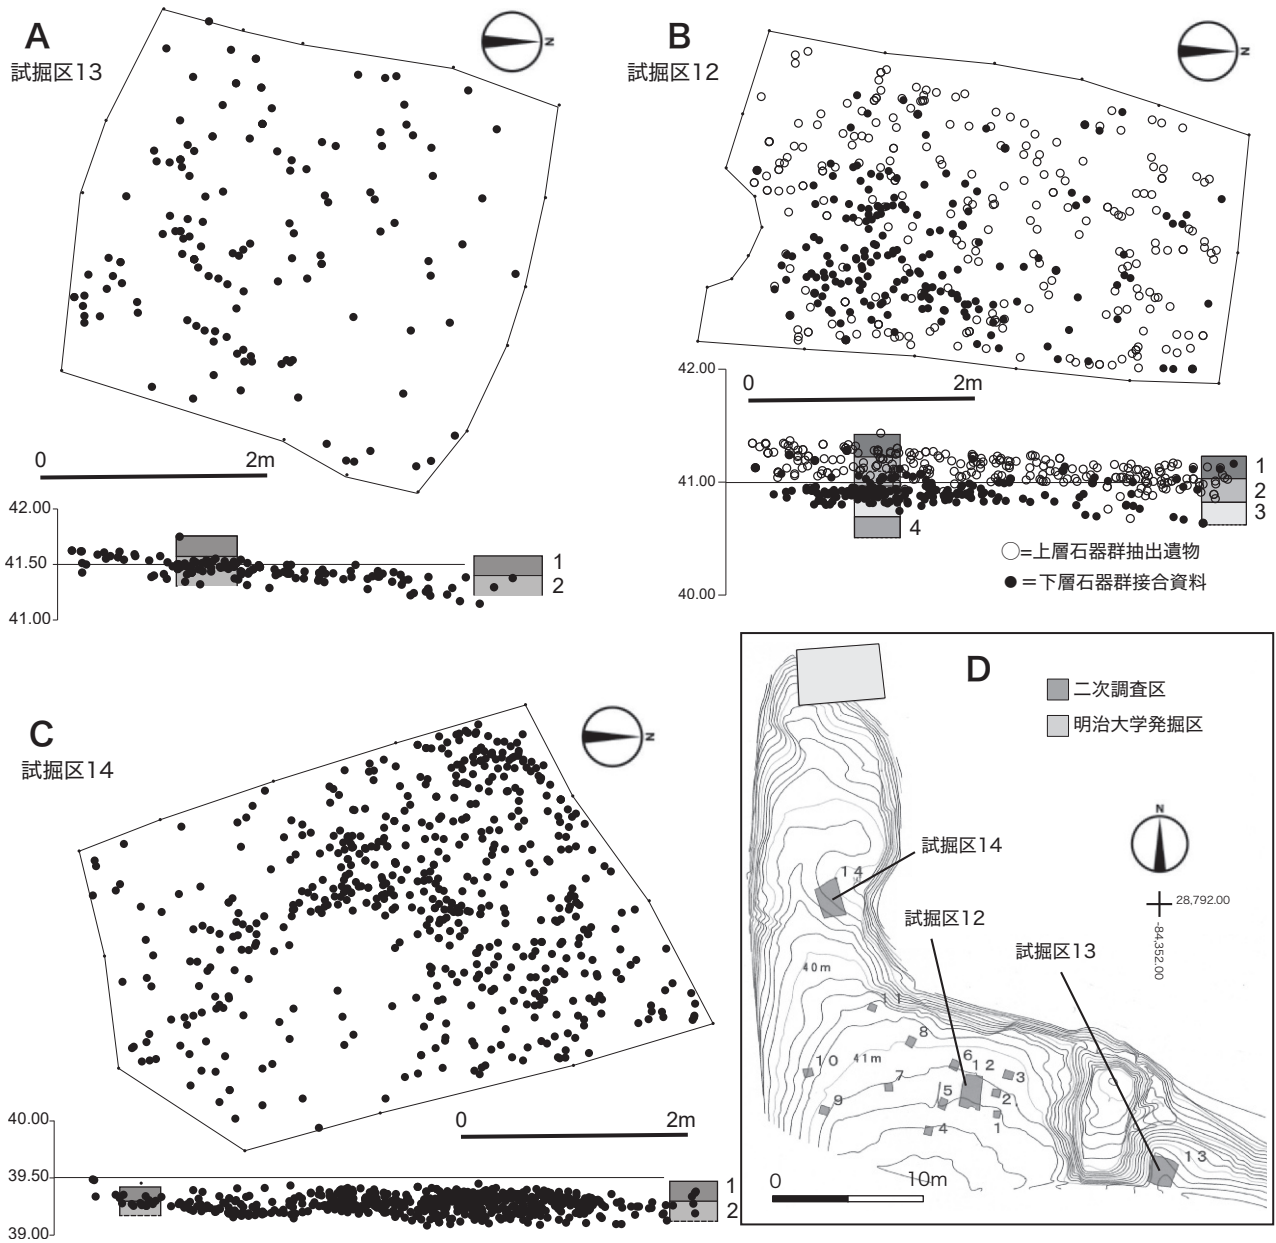 A
試掘区13
N
0 2m
42.00
41.50
41.00
1
2
B
試掘区12
N
42.00
0 2m
41.00
40.00
1
2
3
4
○=上層石器群抽出遺物
●=下層石器群接合資料
C
試掘区14
N
0 2m
40.00
39.50
39.00
1
2
D
二次調査区
明治大学発掘区
N
28,792.00
-84,352.00
試掘区14
14
試掘区12
試掘区13
40m
11
8
41m
6
12
10
7
3
5
2
9
1
4
13
0 10m